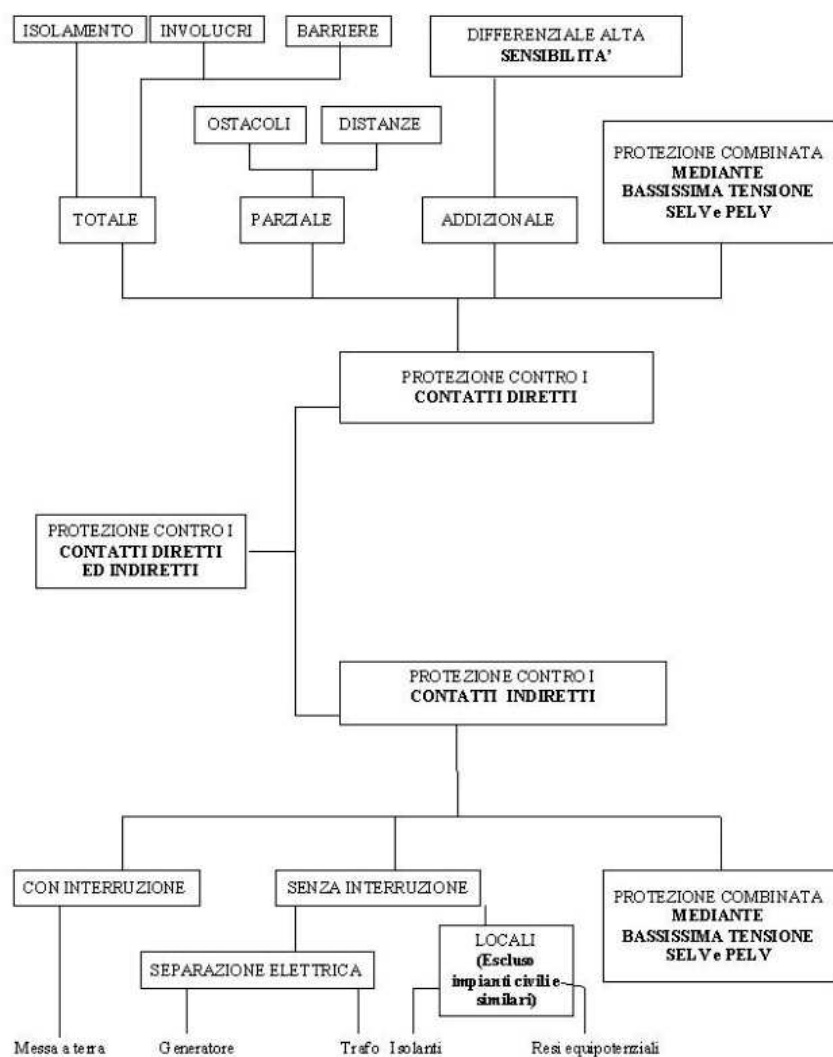 ISOLAMENTO
INVOLUCRI
BARRIERE
DIFFERENZIALE ALTA
SENSIBILITA'
OSTACOLI
DISTANZE
PROTEZIONE COMBINATA
MEDIANTE
BASSISSIMA TENSIONE
SELV e PELV
TOTALE
PARZIALE
ADDIZIONALE
PROTEZIONE CONTRO I
CONTATTI DIRETTI
PROTEZIONE CONTRO I
CONTATTI DIRETTI
ED INDIRETTI
PROTEZIONE CONTRO I
CONTATTI INDIRETTI
CON INTERRUZIONE
SENZA INTERRUZIONE
PROTEZIONE COMBINATA
MEDIANTE
BASSISSIMA TENSIONE
SELV e PELV
LOCALI
(Escluso
impianti civili e
similari)
SEPARAZIONE ELETTRICA
Messa a terra
Generatore
Trafo
Isolanti
Resi equipotenziali